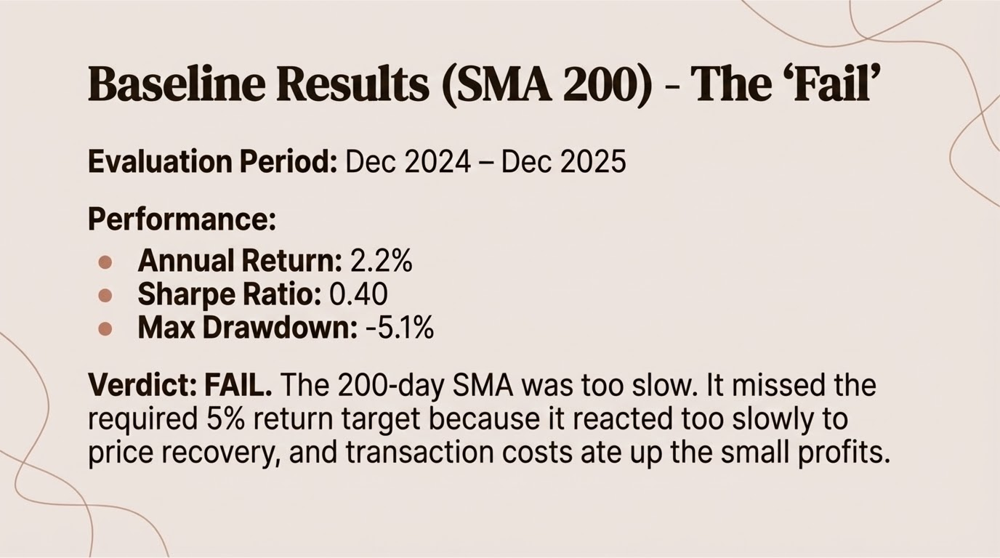 Baseline Results (SMA 200) - The ‘Fail’
Evaluation Period: Dec 2024 – Dec 2025
Performance:
● Annual Return: 2.2%
● Sharpe Ratio: 0.40
● Max Drawdown: -5.1%
Verdict: FAIL. The 200-day SMA was too slow. It missed the
required 5% return target because it reacted too slowly to
price recovery, and transaction costs ate up the small profits.